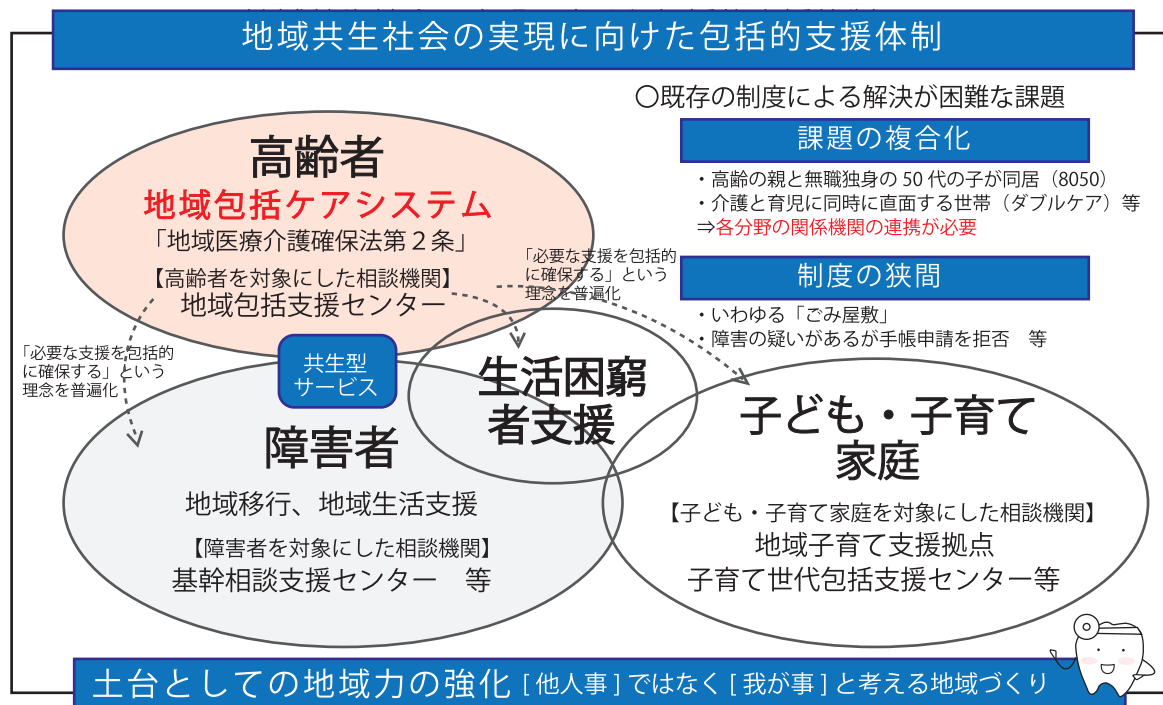 地域共生社会の実現に向けた包括的支援体制
〇既存の制度による解決が困難な課題
課題の複合化
・高齢の親と無職独身の 50 代の子が同居（8050）
・介護と育児に同時に直面する世帯（ダブルケア）等
⇒各分野の関係機関の連携が必要
制度の狭間
・いわゆる「ごみ屋敷」
・障害の疑いがあるが手帳申請を拒否　等
高齢者
地域包括ケアシステム
「地域医療介護確保法第２条」
【高齢者を対象にした相談機関】
地域包括支援センター
「必要な支援を包括的
に確保する」という
理念を普遍化
「必要な支援を包括的
に確保する」という
理念を普遍化
共生型
サービス
生活困窮
者支援
障害者
地域移行、地域生活支援
【障害者を対象にした相談機関】
基幹相談支援センター　等
子ども・子育て
家庭
【子ども・子育て家庭を対象にした相談機関】
地域子育て支援拠点
子育て世代包括支援センター等
土台としての地域力の強化 [ 他人事 ] ではなく [ 我が事 ] と考える地域づくり